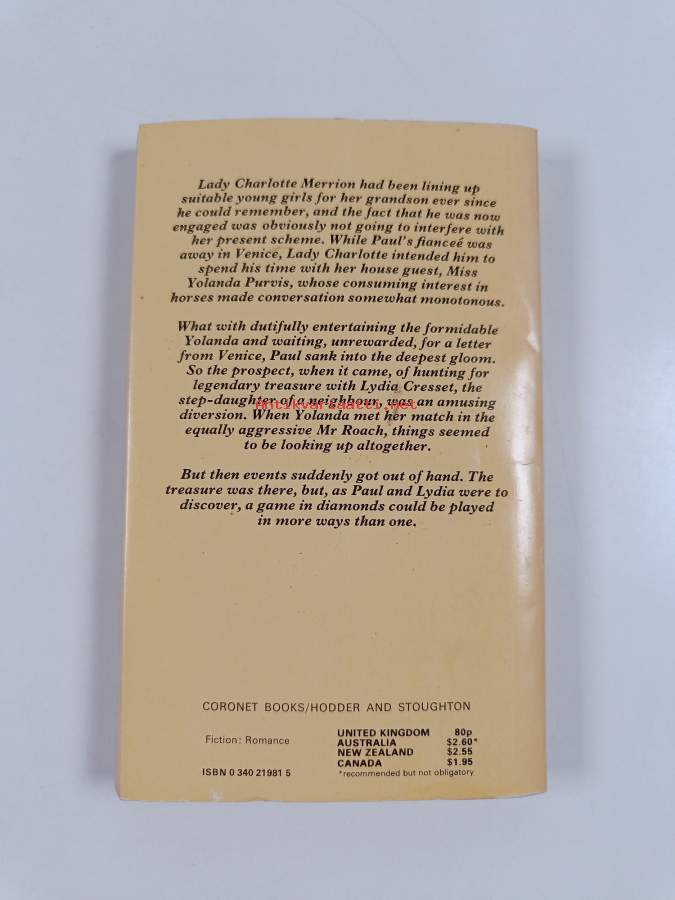 Lady Charlotte Merrion had been lining up
suitable young girls for her grandson ever since
he could remember, and the fact that he was now
engaged was obviously not going to interfere with
her present scheme. While Paul's fianceé was
away in Venice, Lady Charlotte intended him to
spend his time with her house guest, Miss
Yolanda Purvis, whose consuming interest in
horses made conversation somewhat monotonous.
What with dutifully entertaining the formidable
Yolanda and waiting, unrewarded, for a letter
from Venice, Paul sank into the deepest gloom.
So the prospect, when it came, of hunting for
legendary treasure with Lydia Cresset, the
step-daughter of a neighbour, was an amusing
Antikvariaatti.net
diversion. When Yolanda met her match in the
equally aggressive Mr Roach, things seemed
to be looking up altogether.
But then events suddenly got out of hand. The
treasure was there, but, as Paul and Lydia were to
discover, a game in diamonds could be played
in more ways than one.
CORONET BOOKS/HODDER AND STOUGHTON
Fiction: Romance
UNITED KINGDOM 80p
AUSTRALIA $2.60*
NEW ZEALAND $2.55
CANADA $1.95
ISBN 0 340 21981 5
*recommended but not obligatory